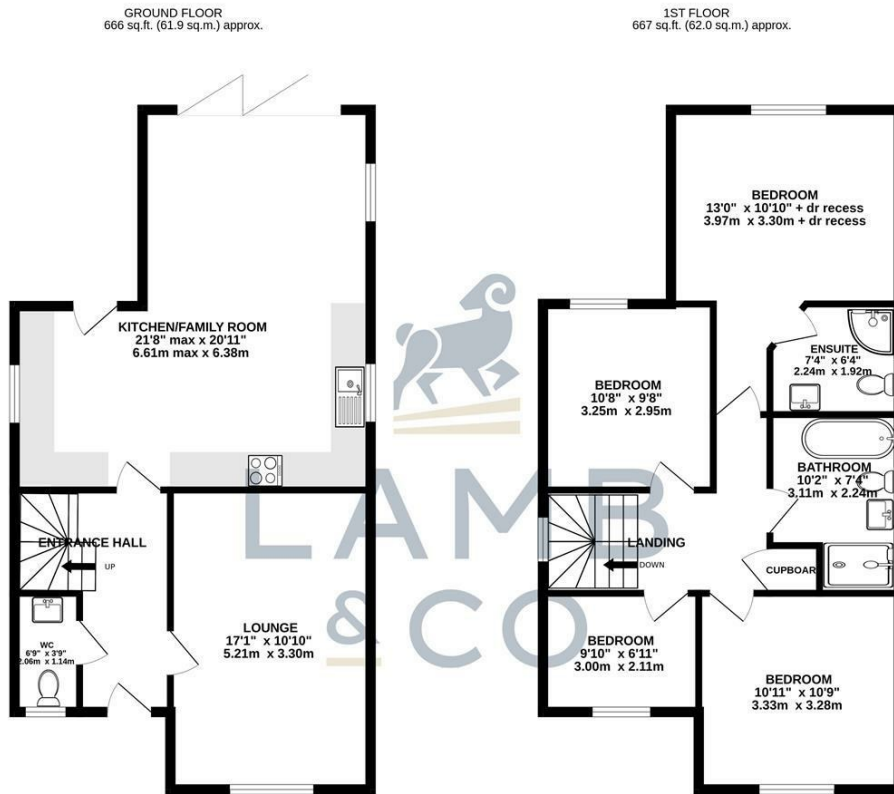 GROUND FLOOR
666 sq.ft. (61.9 sq.m.) approx.
KITCHEN/FAMILY ROOM
21'8" max x 20'11"
6.61m max x 6.38m
ENTRANCE HALL
UP
WC
6'9" x 3'9"
2.06m x 1.14m
LOUNGE
17'1" x 10'10"
5.21m x 3.30m
1ST FLOOR
667 sq.ft. (62.0 sq.m.) approx.
BEDROOM
13'0" x 10'10" + dr recess
3.97m x 3.30m + dr recess
BEDROOM
10'8" x 9'8"
3.25m x 2.95m
ENSUITE
7'4" x 6'4"
2.24m x 1.92m
BATHROOM
10'2" x 7'4"
3.11m x 2.24m
LANDING
DOWN
CUPBOAR
BEDROOM
9'10" x 6'11"
3.00m x 2.11m
BEDROOM
10'11" x 10'9"
3.33m x 3.28m
LAMB
& CO